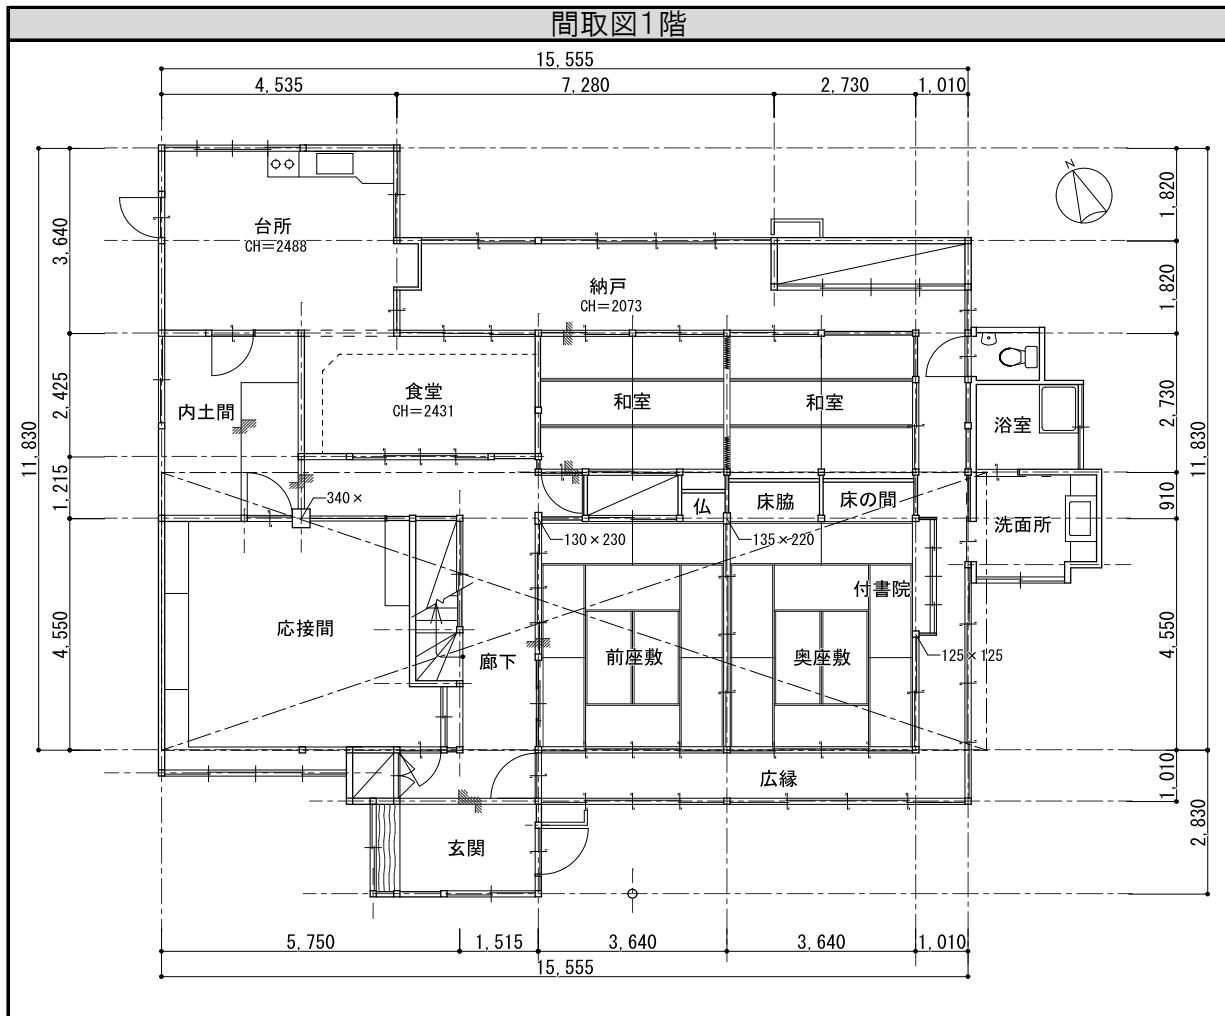 間取図1階
15,555
4,535
7,280
2,730
1,010
N
台所
CH=2488
納戸
CH=2073
食堂
CH=2431
和室
和室
内土間
浴室
340×
仏
床脇
床の間
洗面所
130×230
135×220
付書院
応接間
廊下
前座敷
奥座敷
125×125
広縁
玄関
11,830
3,640
2,425
1,215
4,550
1,820
1,820
2,730
910
4,550
1,010
11,830
2,830
5,750
1,515
3,640
3,640
1,010
15,555